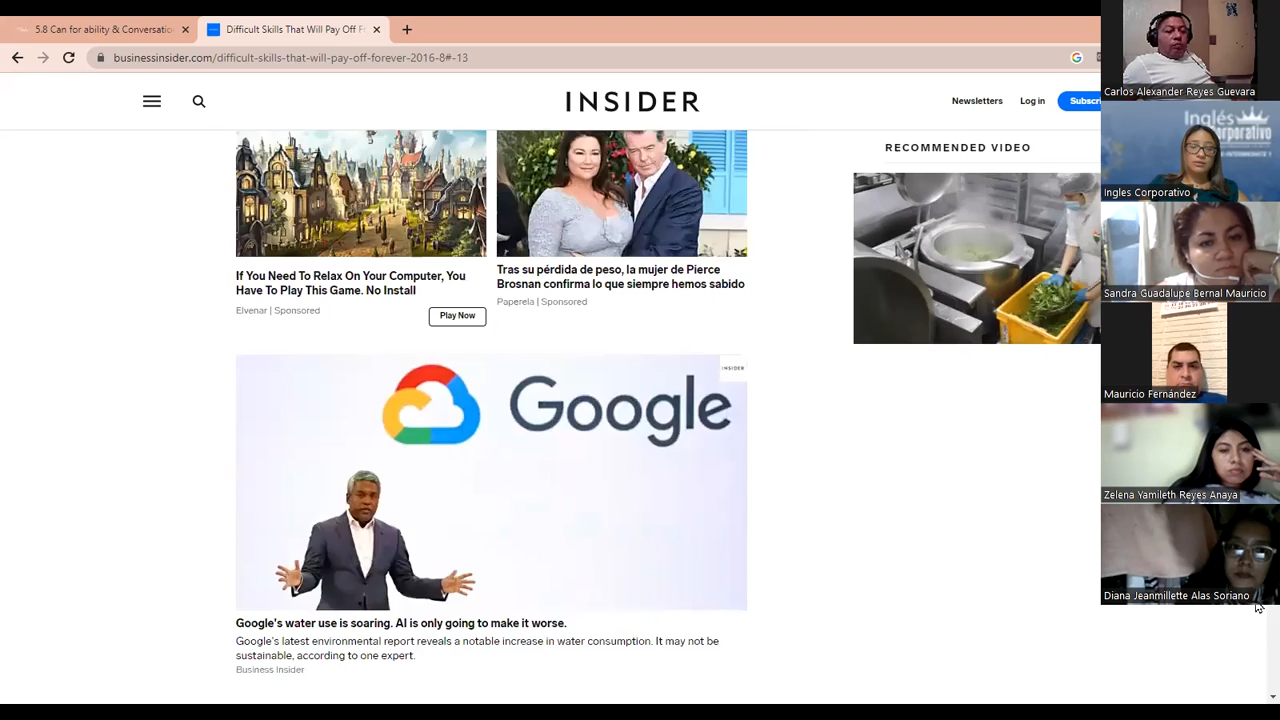 5.8 Can for ability & Conversatio
Difficult Skills That Will Pay Off F
businessinsider.com/difficult-skills-that-will-pay-off-forever-2016-8#-13
INSIDER
Newsletters
Log in
Subscri
If You Need To Relax On Your Computer, You
Have To Play This Game. No Install
Elvenar | Sponsored
Play Now
Tras su pérdida de peso, la mujer de Pierce
Brosnan confirma lo que siempre hemos sabido
Paperela | Sponsored
RECOMMENDED VIDEO
Google
INSIDER
Google's water use is soaring. AI is only going to make it worse.
Google's latest environmental report reveals a notable increase in water consumption. It may not be
sustainable, according to one expert.
Business Insider
Carlos Alexander Reyes Guevara
Inglés
Corporativo
Ingles Corporativo
Sandra Guadalupe Bernal Mauricio
Mauricio Fernández
Zelena Yamileth Reyes Anaya
Diana Jeanmillette Alas Soriano